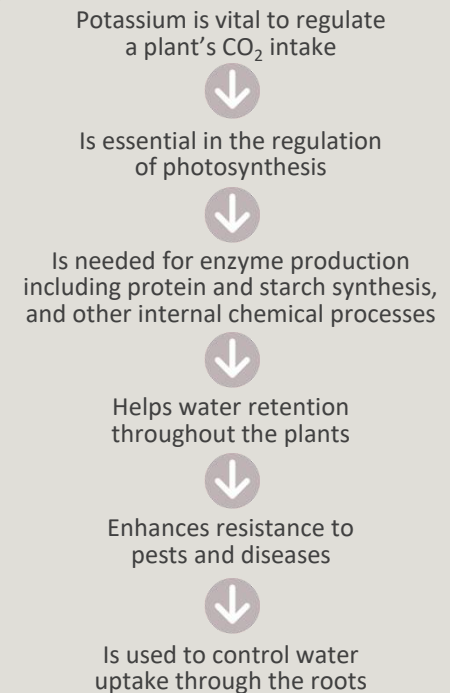 Potassium is vital to regulate
a plant's CO₂ intake
Is essential in the regulation
of photosynthesis
Is needed for enzyme production
including protein and starch synthesis,
and other internal chemical processes
Helps water retention
throughout the plants
Enhances resistance to
pests and diseases
Is used to control water
uptake through the roots